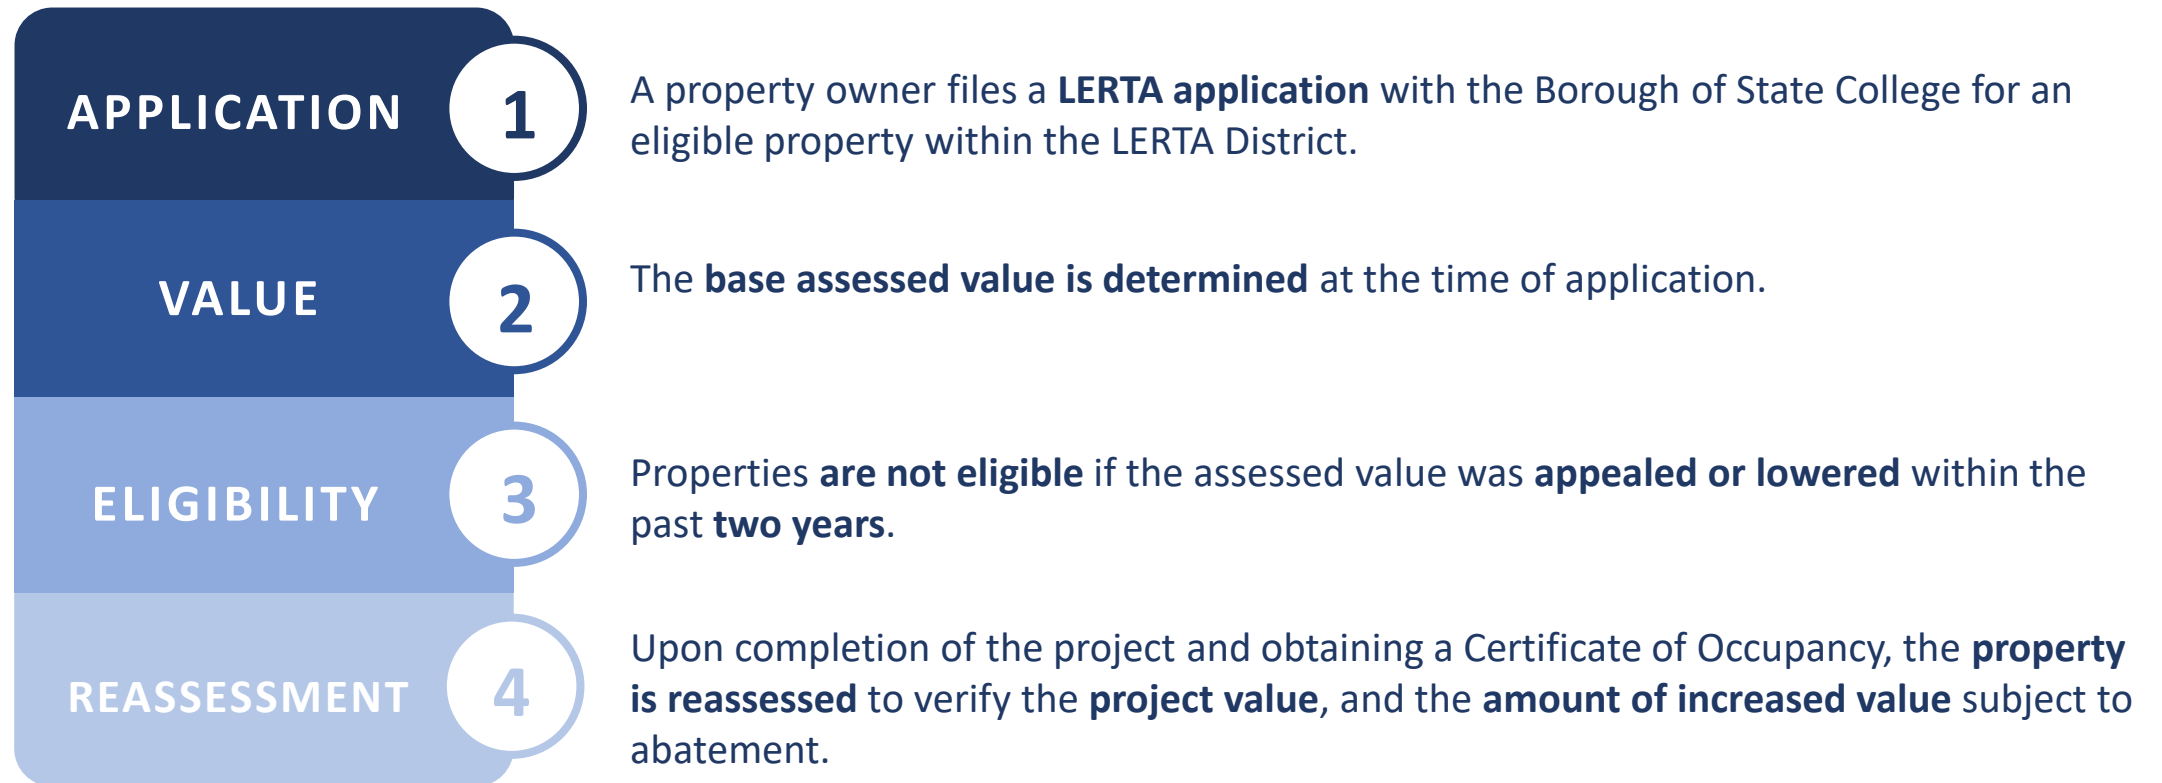 APPLICATION
1
A property owner files a LERTA application with the Borough of State College for an
eligible property within the LERTA District.
VALUE
2
The base assessed value is determined at the time of application.
ELIGIBILITY
3
Properties are not eligible if the assessed value was appealed or lowered within the
past two years.
REASSESSMENT
4
Upon completion of the project and obtaining a Certificate of Occupancy, the property
is reassessed to verify the project value, and the amount of increased value subject to
abatement.